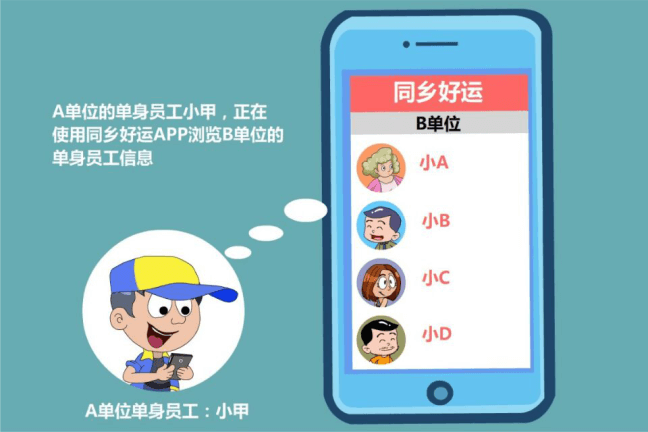 A单位的单身员工小甲，正在
使用同乡好运APP浏览B单位的
单身员工信息
同乡好运
B单位
小A
小B
小C
小D
A单位单身员工：小甲